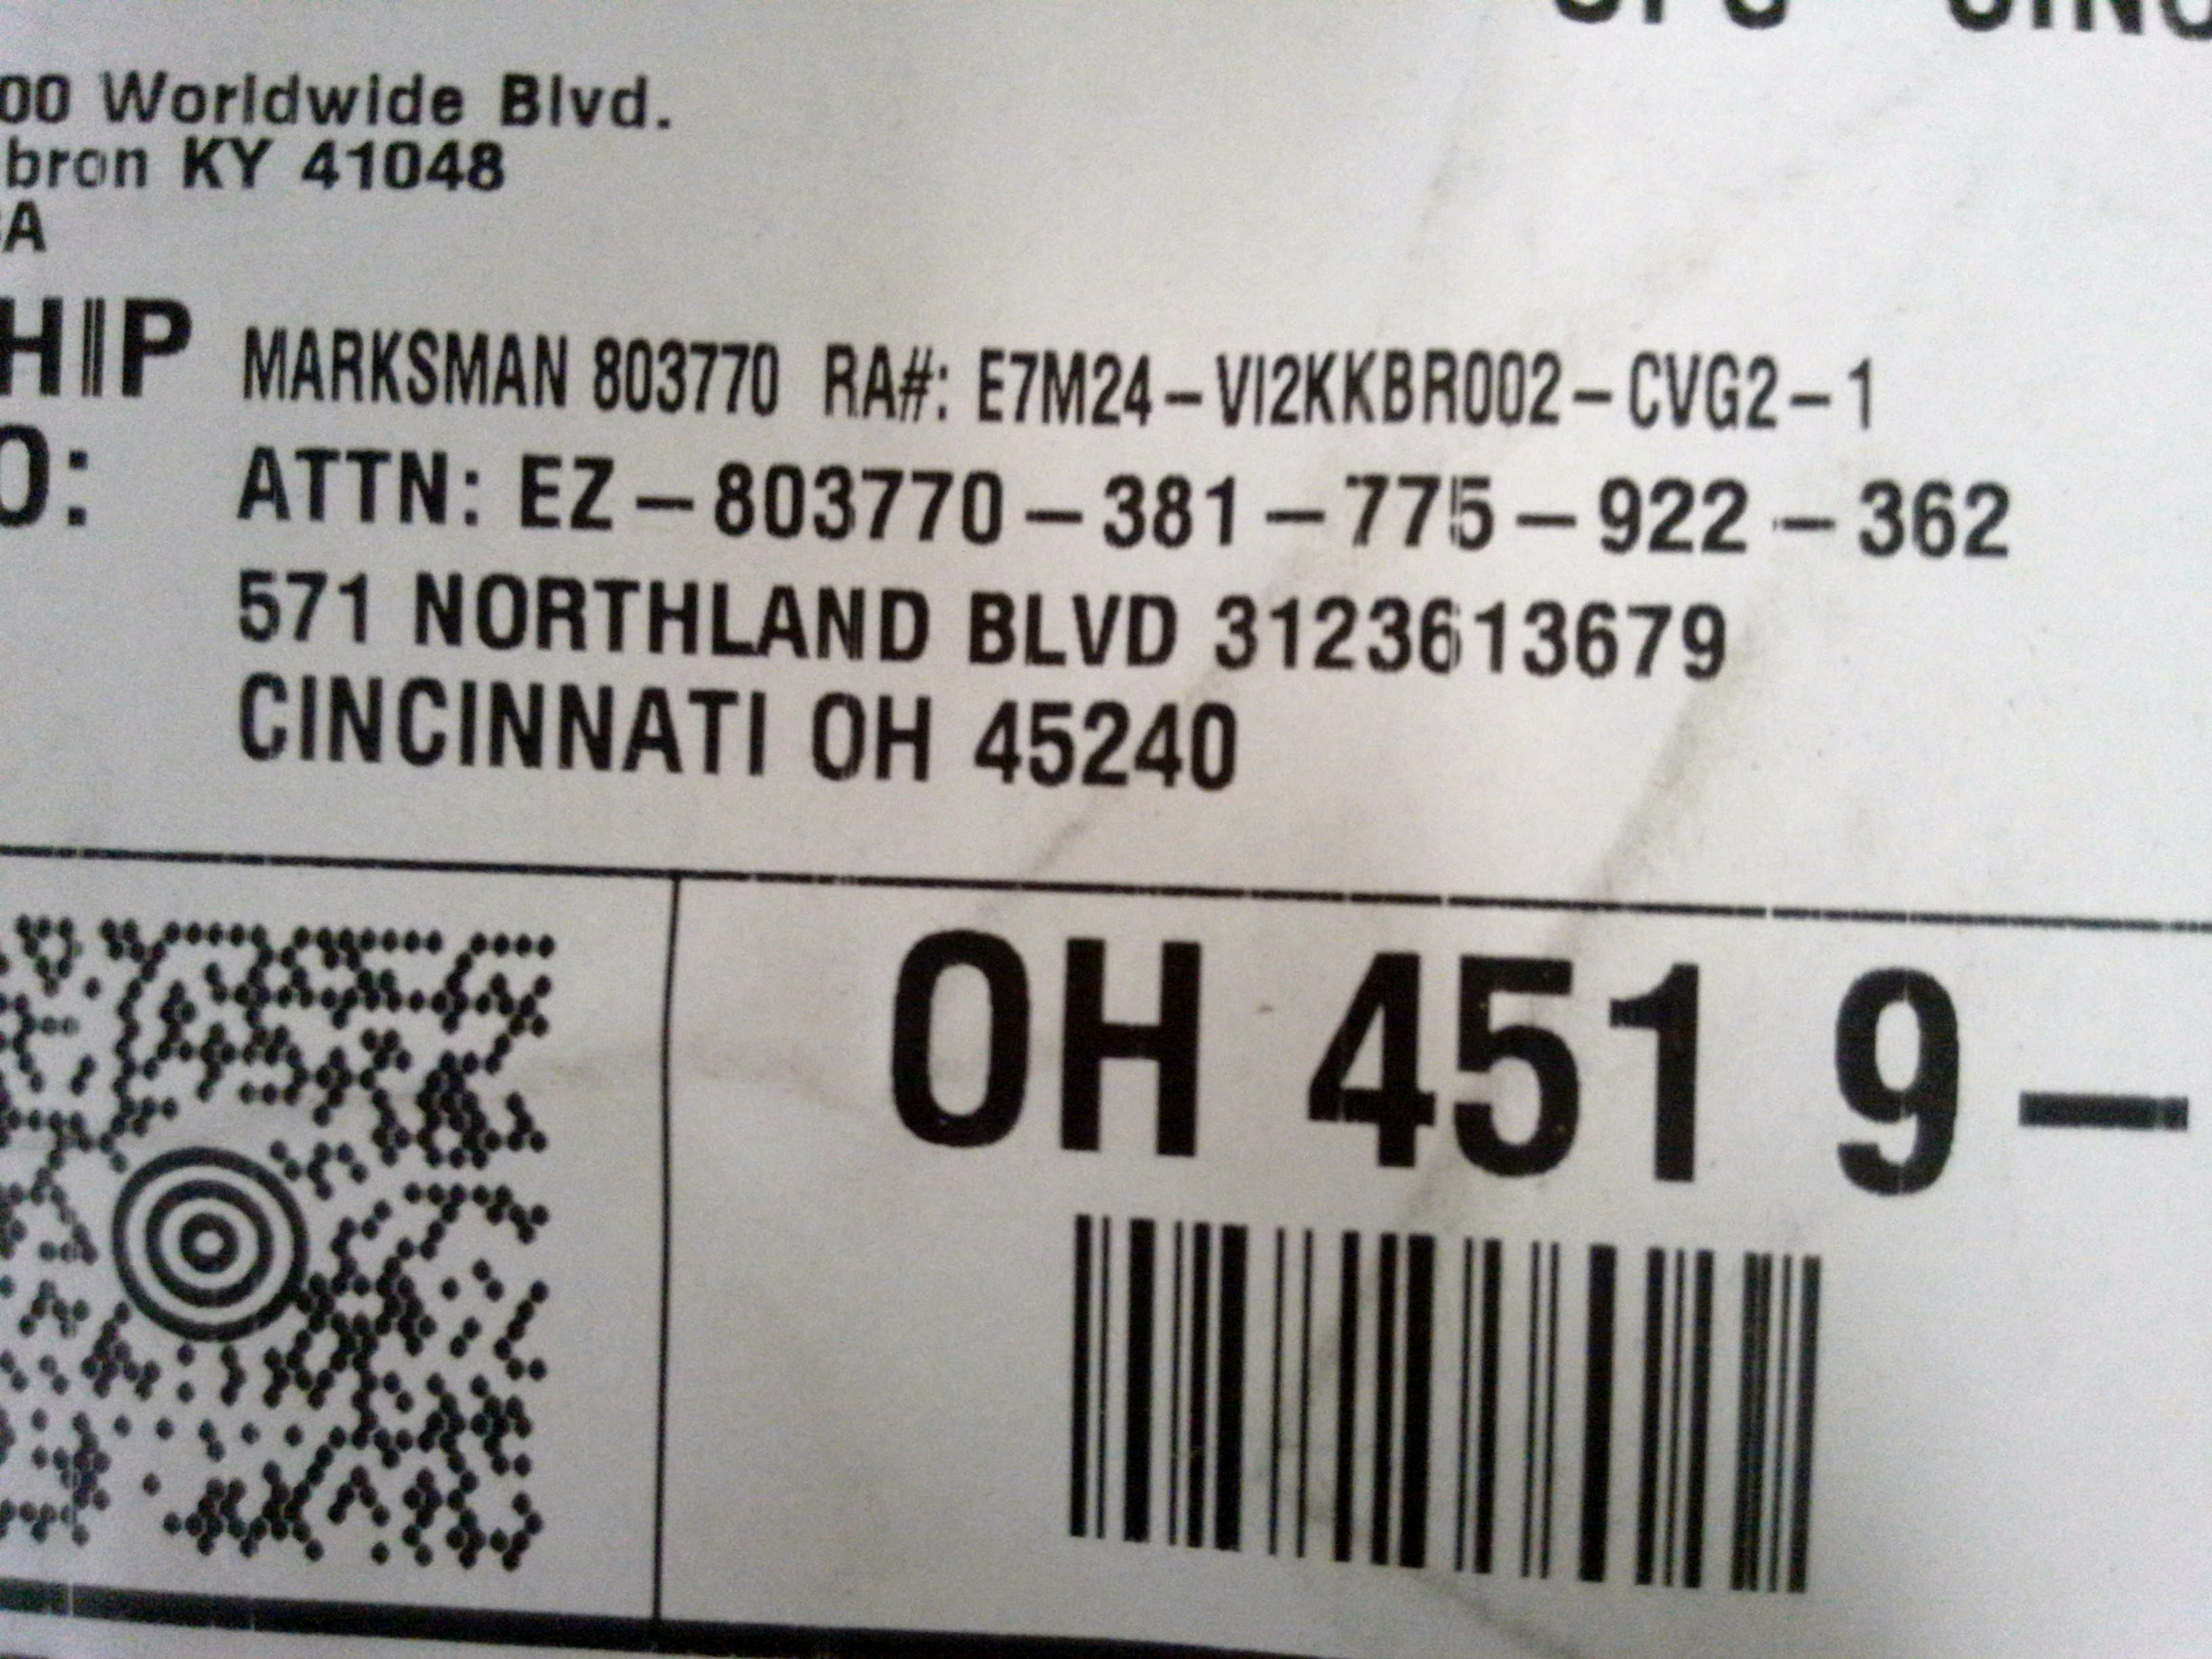 00 Worldwide Blvd.
bron KY 41048
A
HIP MARKSMAN 803770 RA#: E7M24-VI2KKBR002-CVG2-1
O: ATTN: EZ-803770-381-775-922-362
571 NORTHLAND BLVD 3123613679
CINCINNATI OH 45240
OH 451 9-